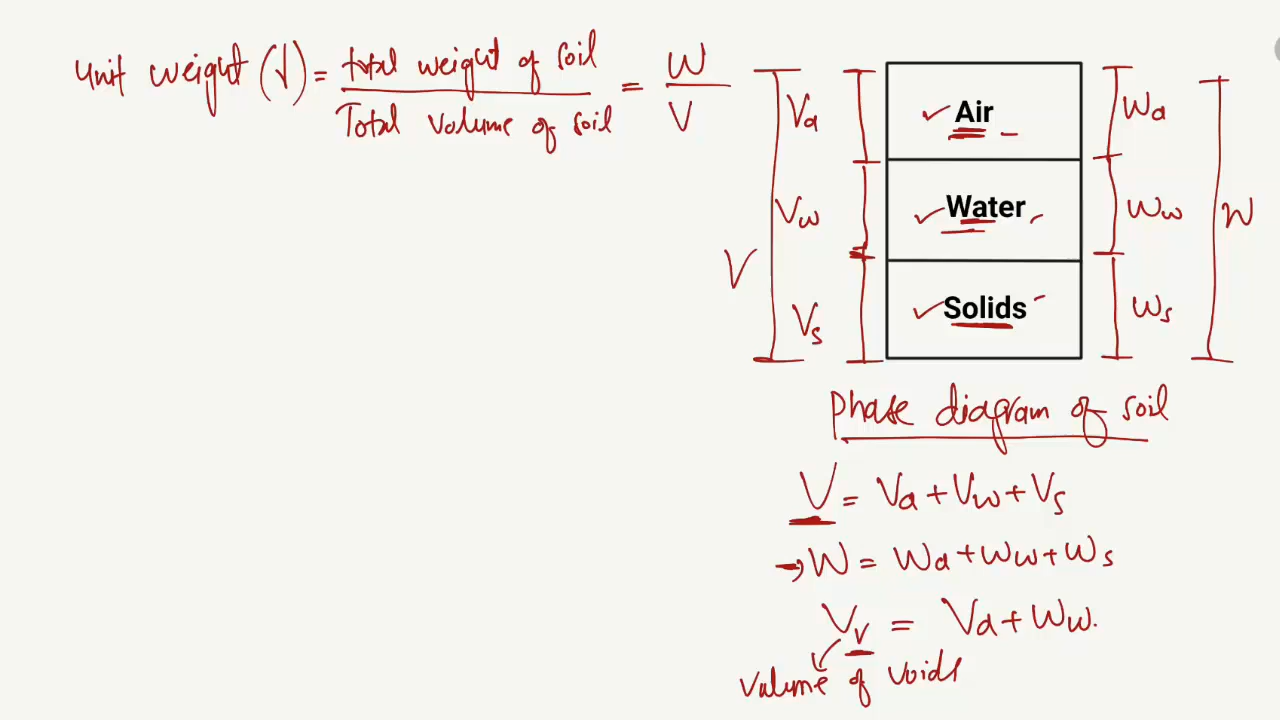 Unit weight (γ) = total weight of soil / Total volume of soil = W / V
Va
Air
Wa
Vw
Water
Ww
V
W
Vs
Solids
Ws
Phase diagram of soil
V = Va + Vw + Vs
→ W = Wa + Ww + Ws
Vv = Va + Ww.
Volume of voids